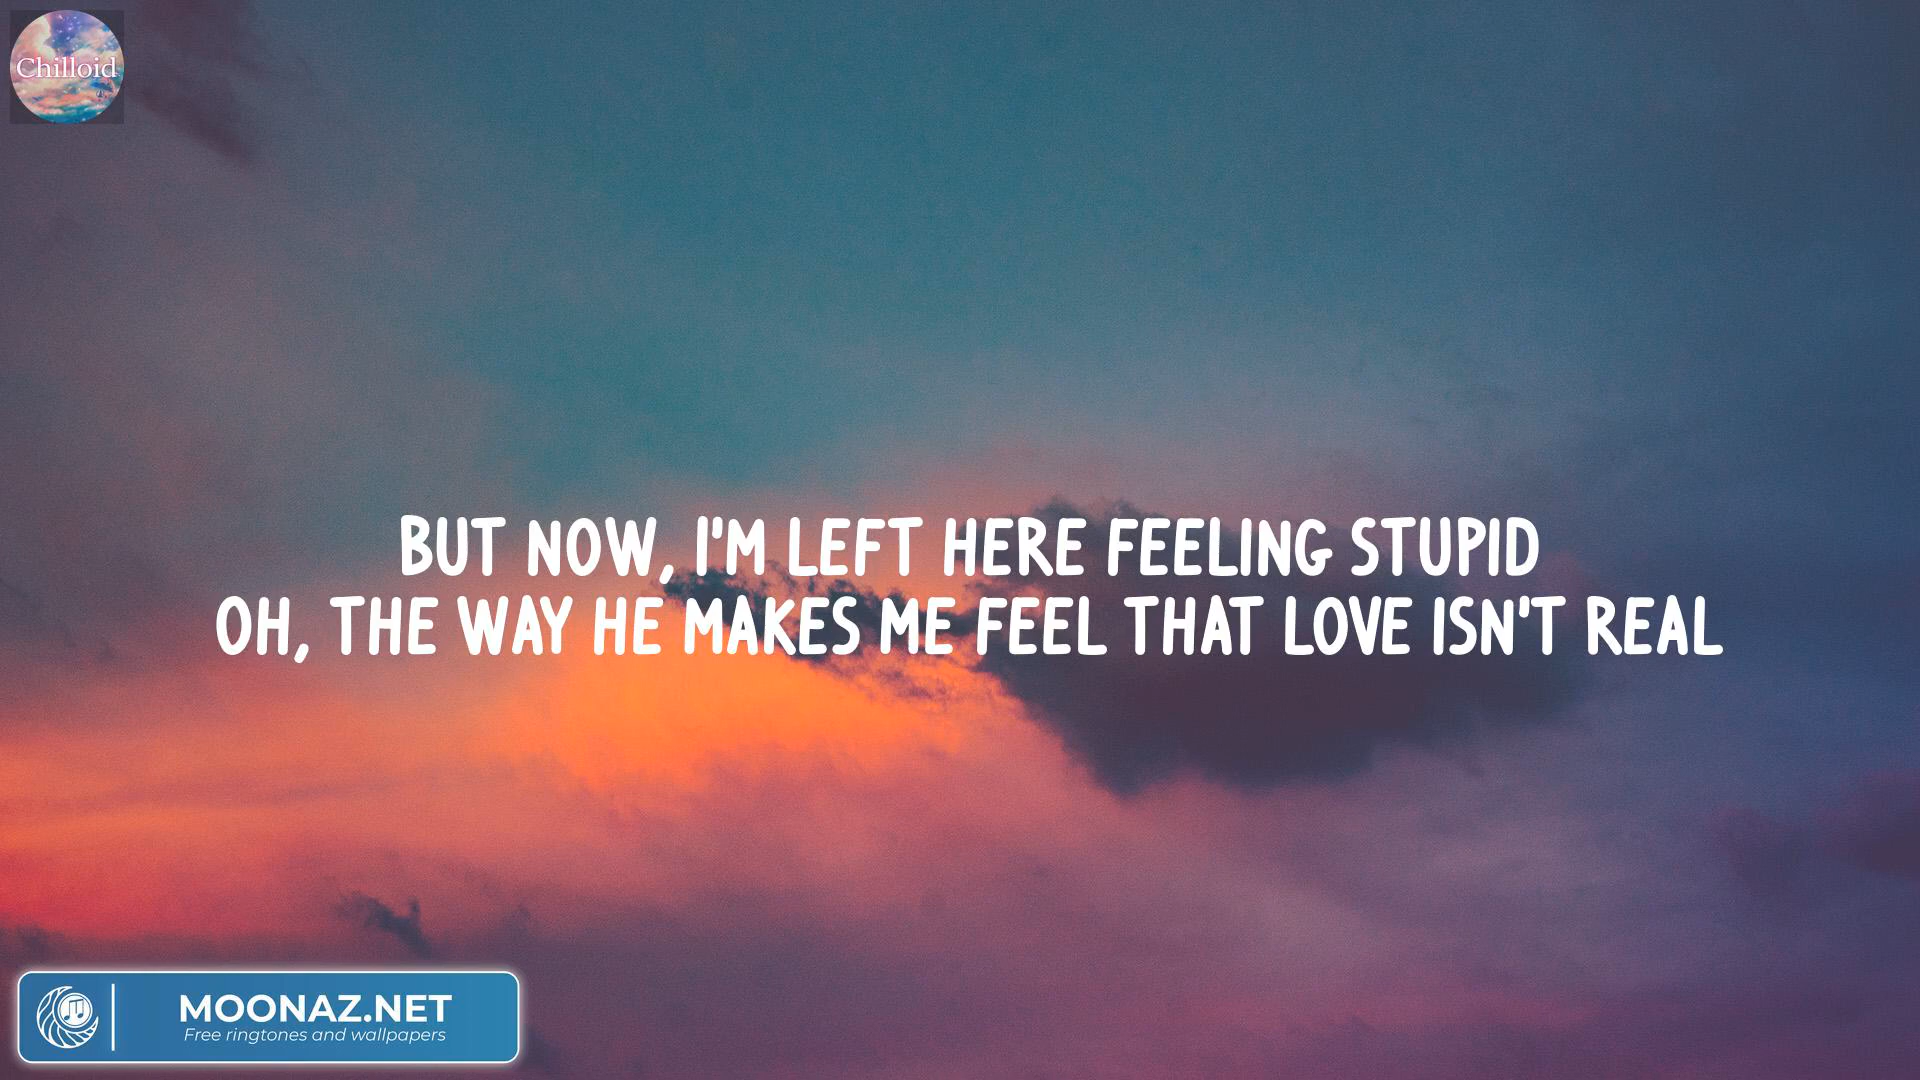 Chilloid
BUT NOW, I'M LEFT HERE FEELING STUPID
OH, THE WAY HE MAKES ME FEEL THAT LOVE ISN'T REAL
MOONAZ.NET
Free ringtones and wallpapers